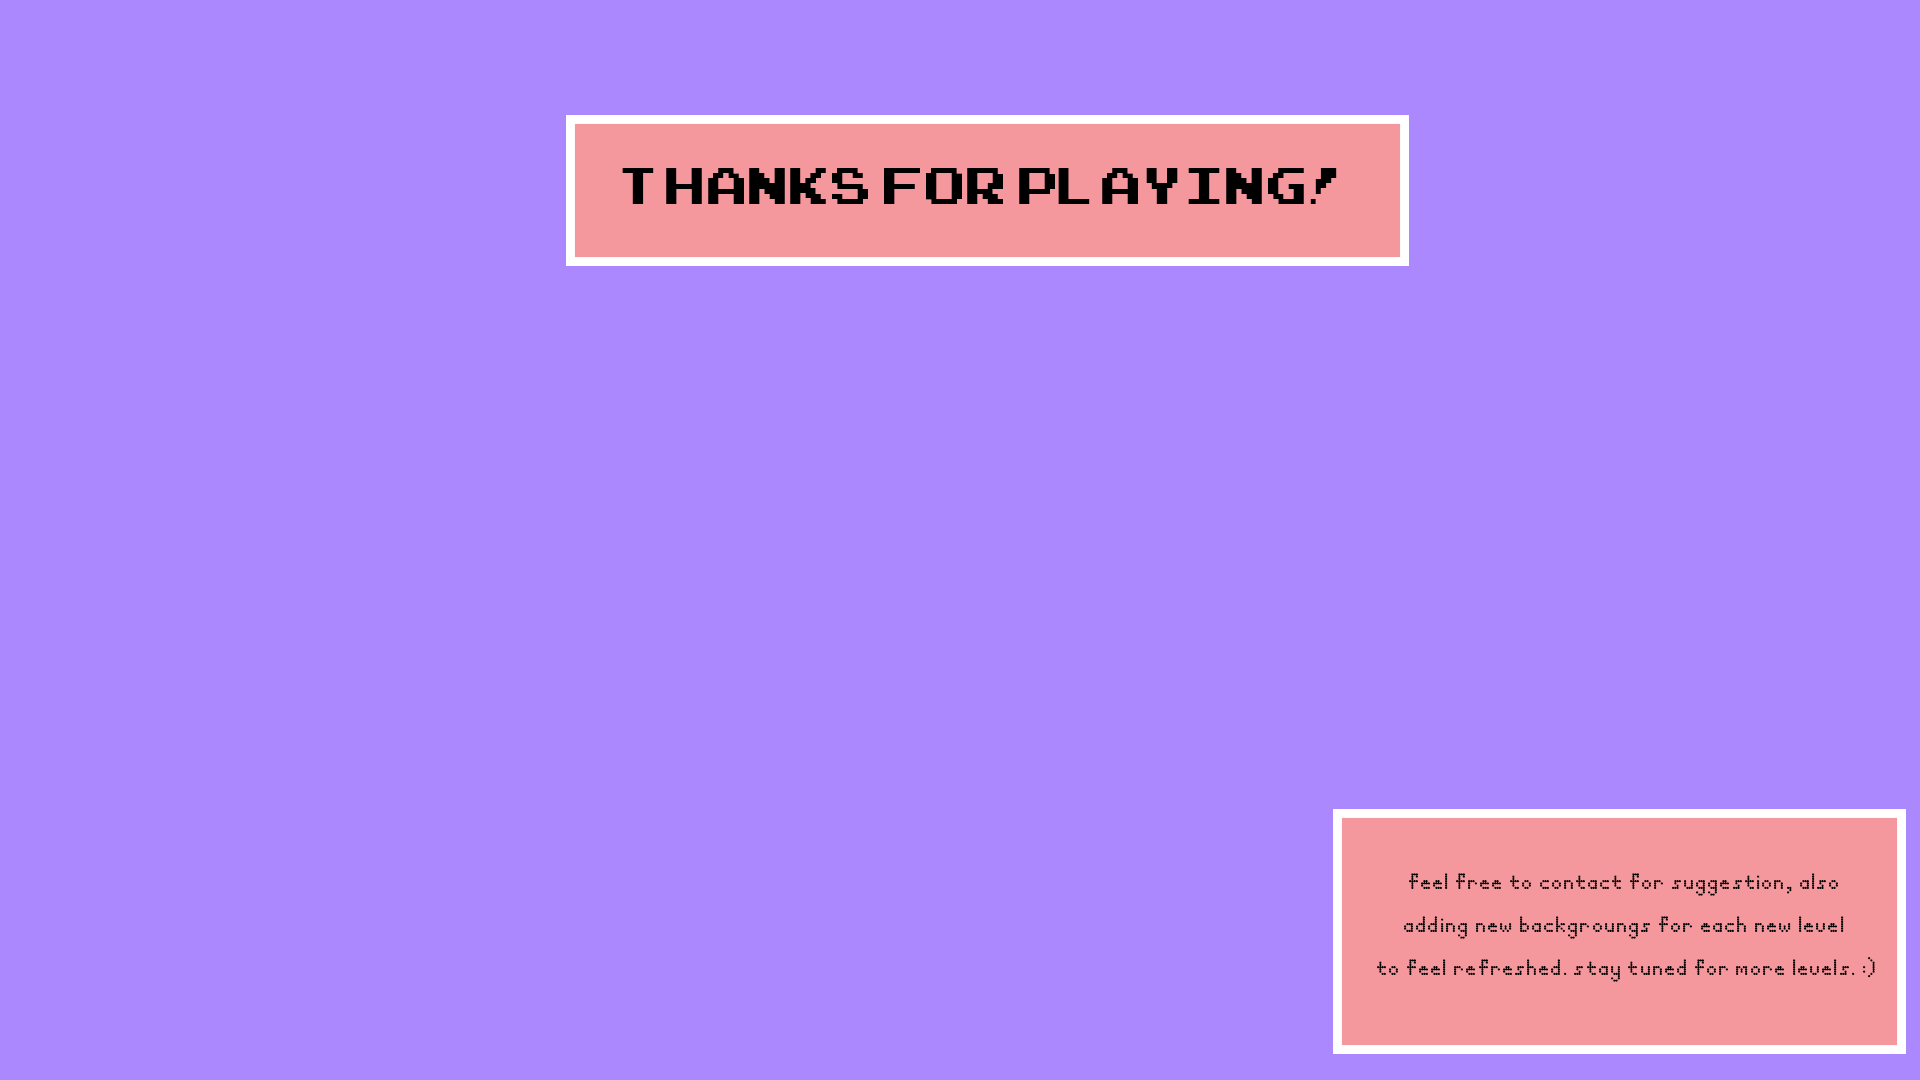 THANKS FOR PLAYING!
feel free to contact for suggestion, also
adding new backgroungs for each new level
to feel refreshed. stay tuned for more levels. :)